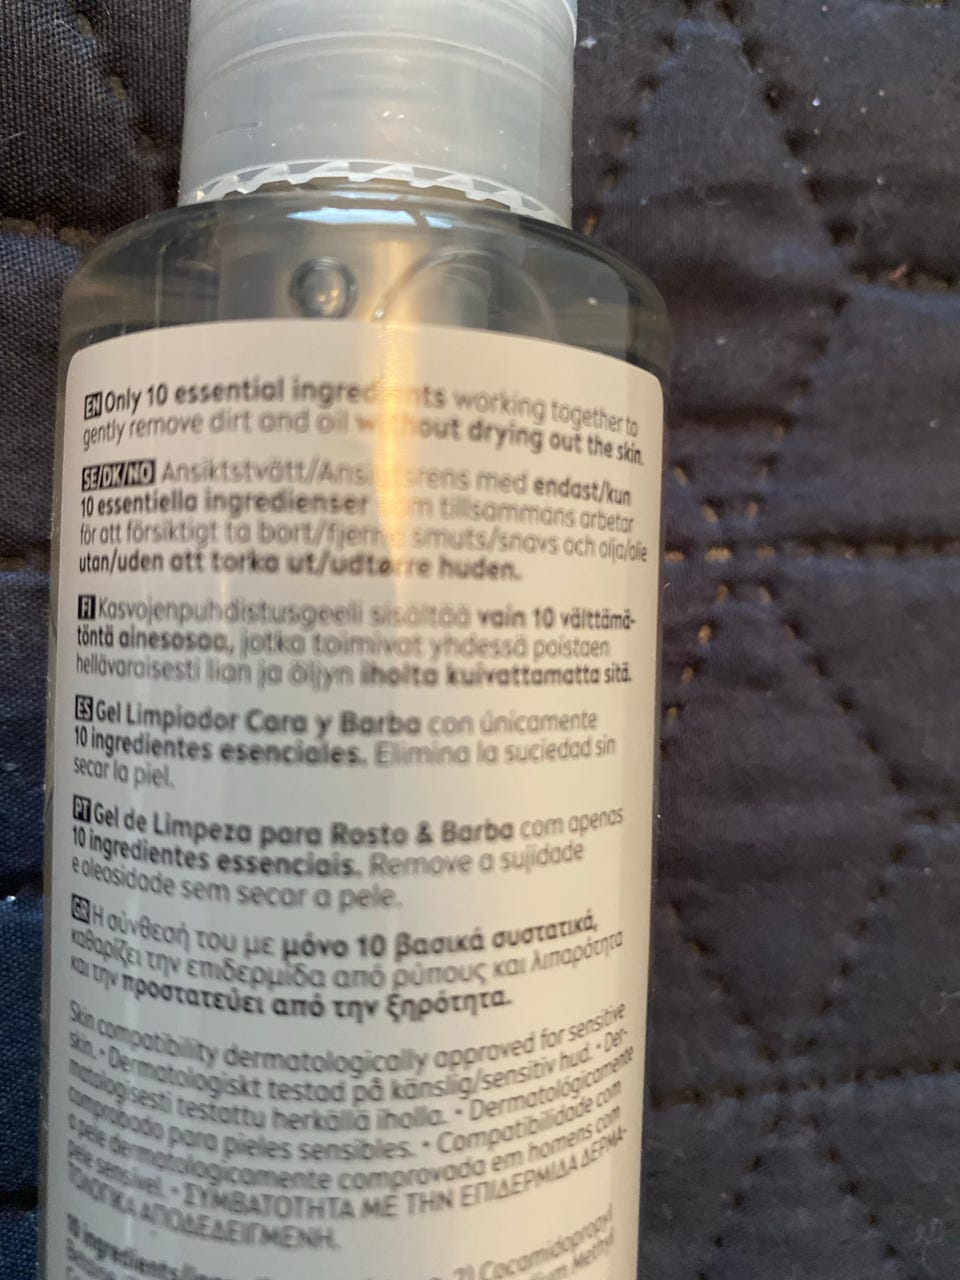 EN Only 10 essential ingredients working together to
gently remove dirt and oil without drying out the skin.
SE/DK/NO Ansiktstvätt/Ansigtsrens med endast/kun
10 essentiella ingredienser som tillsammans arbetar
för att försiktigt ta bort/fjerne smuts/snavs och olja/olie
utan/uden att torka ut/udtørre huden.
FI Kasvojenpuhdistusgeeli sisältää vain 10 välttämä-
töntä ainesosaa, jotka toimivat yhdessä poistaen
hellävaraisesti lian ja öljyn iholta kuivattamatta sitä.
ES Gel Limpiador Cara y Barba con únicamente
10 ingredientes esenciales. Elimina la suciedad sin
secar la piel.
PT Gel de Limpeza para Rosto & Barba com apenas
10 ingredientes essenciais. Remove a sujidade
e oleosidade sem secar a pele.
GR Η σύνθεσή του με μόνο 10 βασικά συστατικά,
καθαρίζει την επιδερμίδα από ρύπους και λιπαρότητα
και την προστατεύει από την ξηρότητα.
Skin compatibility dermatologically approved for sensitive
skin. • Dermatologiskt testad på känslig/sensitiv hud. • Der-
matologisesti testattu herkällä iholla. • Dermatológicamente
comprobado para pieles sensibles. • Compatibilidade com
a pele dermatologicamente comprovada em homens com
pele sensível. • ΣΥΜΒΑΤΟΤΗΤΑ ΜΕ ΤΗΝ ΕΠΙΔΕΡΜΙΔΑ ΔΕΡΜΑ-
ΤΟΛΟΓΙΚΑ ΑΠΟΔΕΔΕΙΓΜΕΝΗ.
10 ingredients 2) Cocamidopropyl
Betaine Methyl